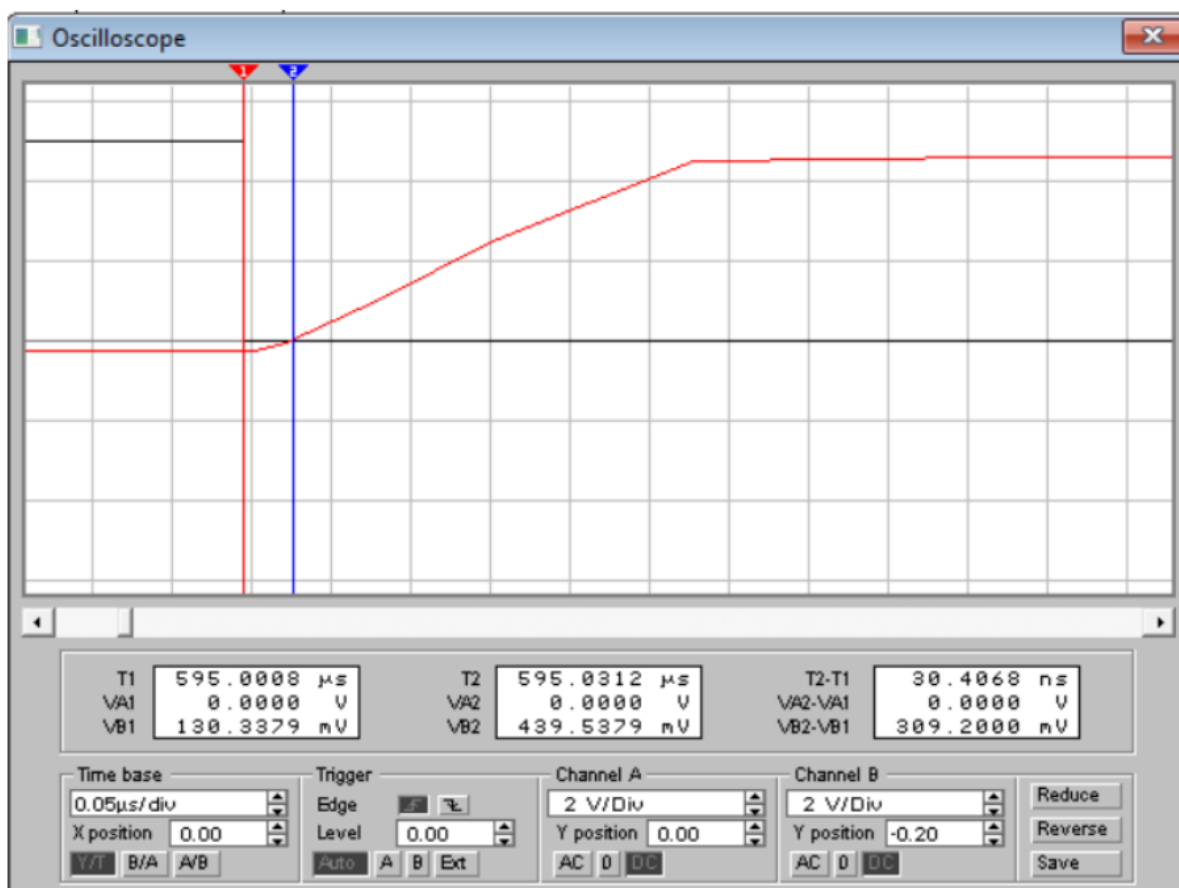 Oscilloscope
1 2
T1 595.0008 µs T2 595.0312 µs T2-T1 30.4068 ns
VA1 0.0000 V VA2 0.0000 V VA2-VA1 0.0000 V
VB1 130.3379 mV VB2 439.5379 mV VB2-VB1 309.2000 mV
Time base Trigger Channel A Channel B
0.05µs/div Edge 2 V/Div 2 V/Div Reduce
X position 0.00 Level 0.00 Y position 0.00 Y position -0.20 Reverse
Y/T B/A A/B Auto A B Ext AC 0 DC AC 0 DC Save